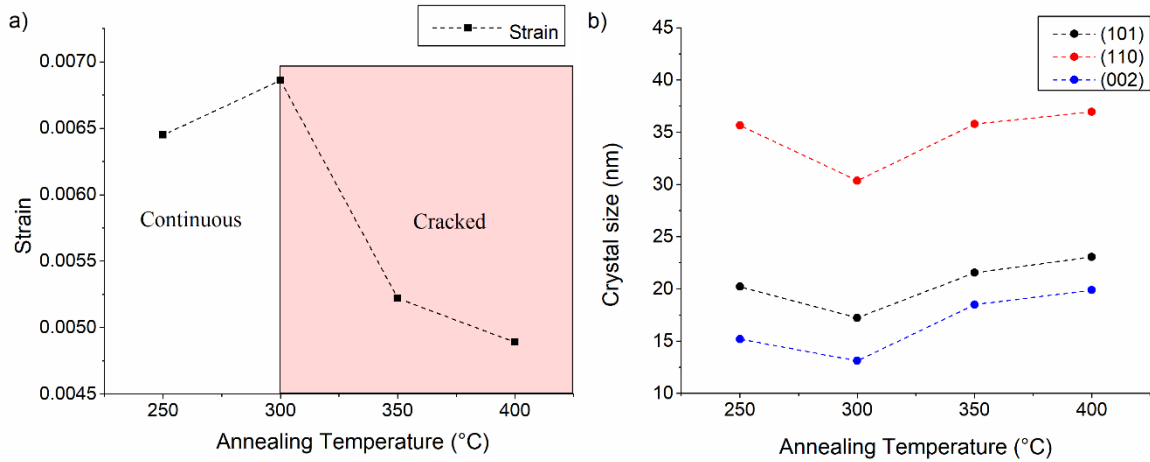 a)
Strain
0.0070
0.0065
0.0060
0.0055
0.0050
0.0045
Strain
Continuous
Cracked
250
300
350
400
Annealing Temperature (°C)
b)
(101)
(110)
(002)
45
40
35
30
25
20
15
10
Crystal size (nm)
250
300
350
400
Annealing Temperature (°C)